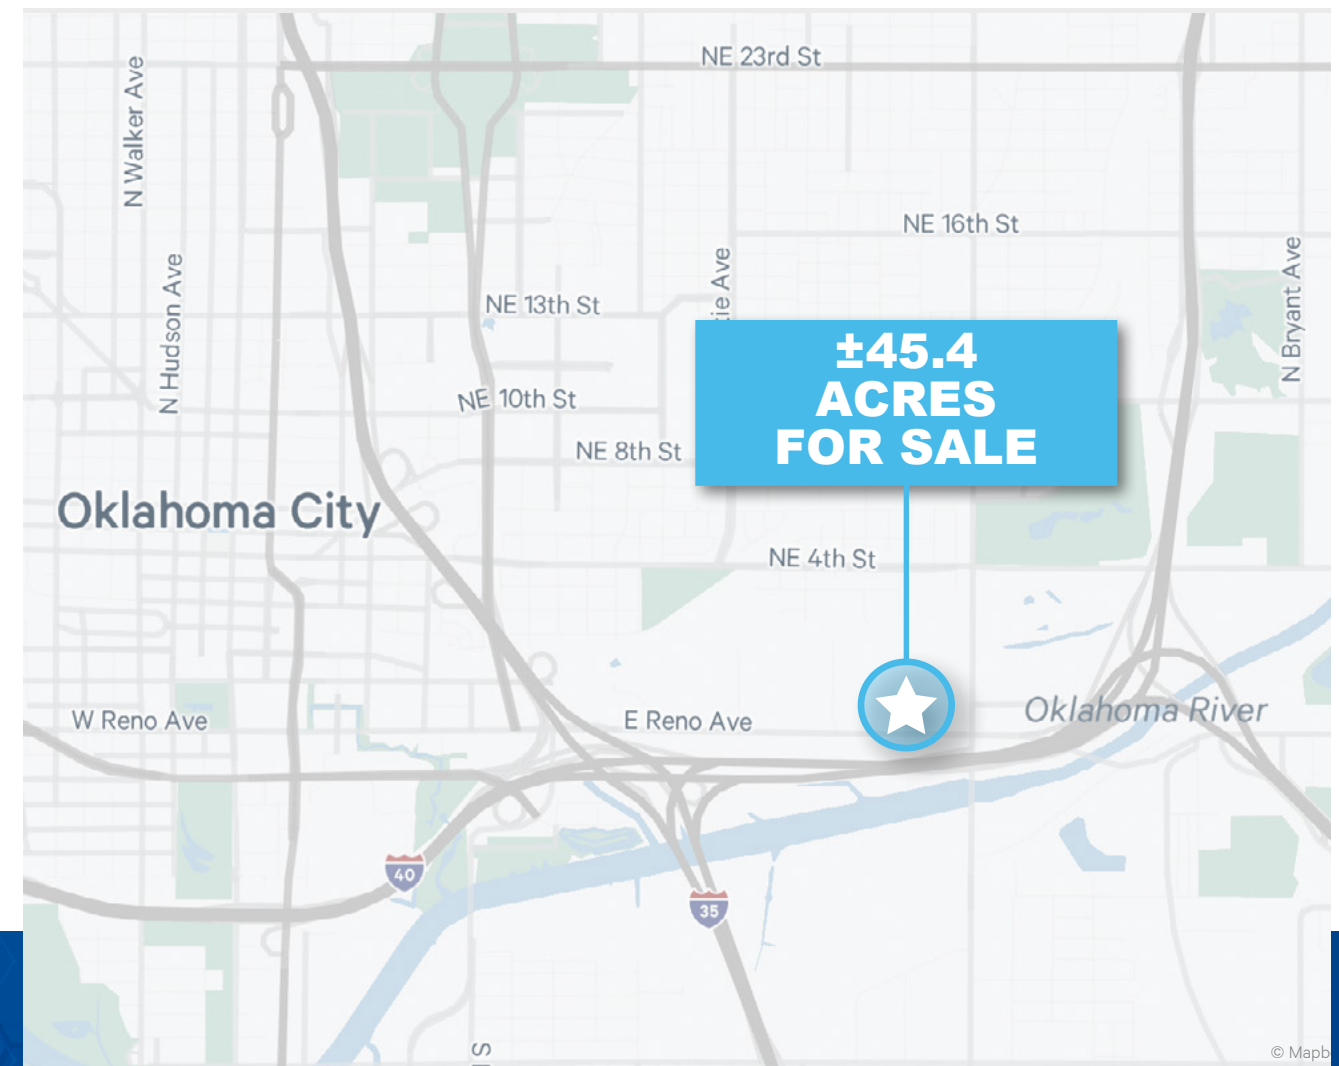 NE 23rd St
N Walker Ave
NE 16th St
N Hudson Ave
Ave
N Bryant Ave
NE 13th St
±45.4
ACRES
FOR SALE
NE 10th St
NE 8th St
Oklahoma City
NE 4th St
W Reno Ave
E Reno Ave
Oklahoma River
40
35
S
© Mapb